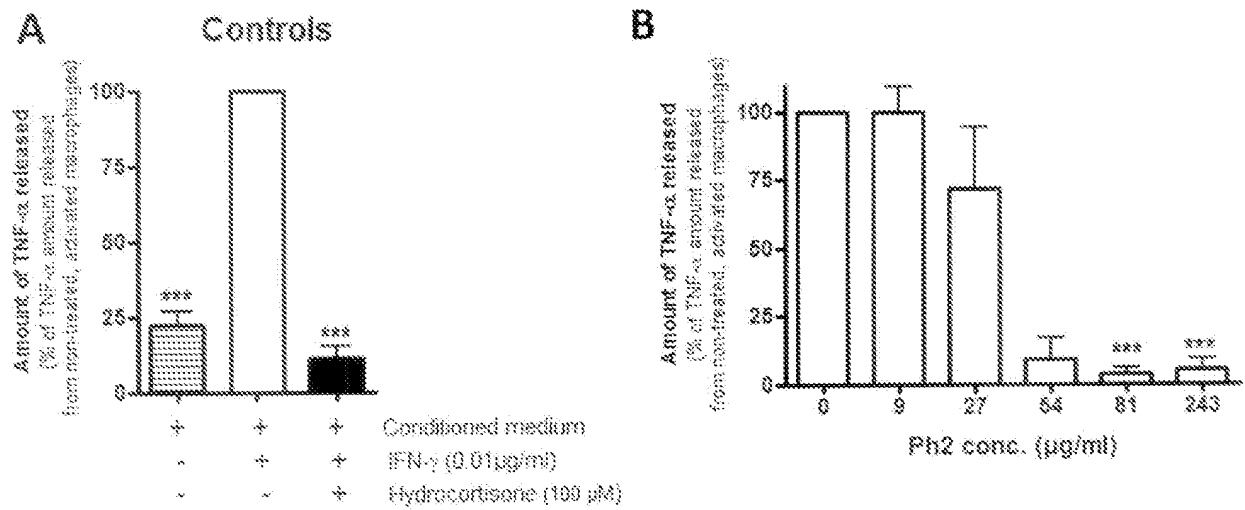 A
Controls
Amount of TNF-α released
(% of TNF-α amount released
from non-treated, activated macrophages)
100
75
50
25
0
***
***
+ + + Conditioned medium
- + + IFN-γ (0.01µg/ml)
- - + Hydrocortisone (100 µM)
B
Amount of TNF-α released
(% of TNF-α amount released
from non-treated, activated macrophages)
100
75
50
25
0
***
***
0 9 27 54 81 243
Ph2 conc. (µg/ml)